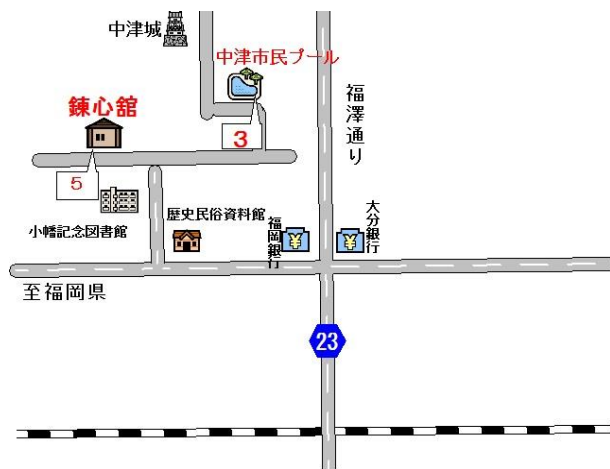 中津城
中津市民プール
錬心舘
3
5
福澤通り
小幡記念図書館
歴史民俗資料館
福岡銀行
大分銀行
至福岡県
23